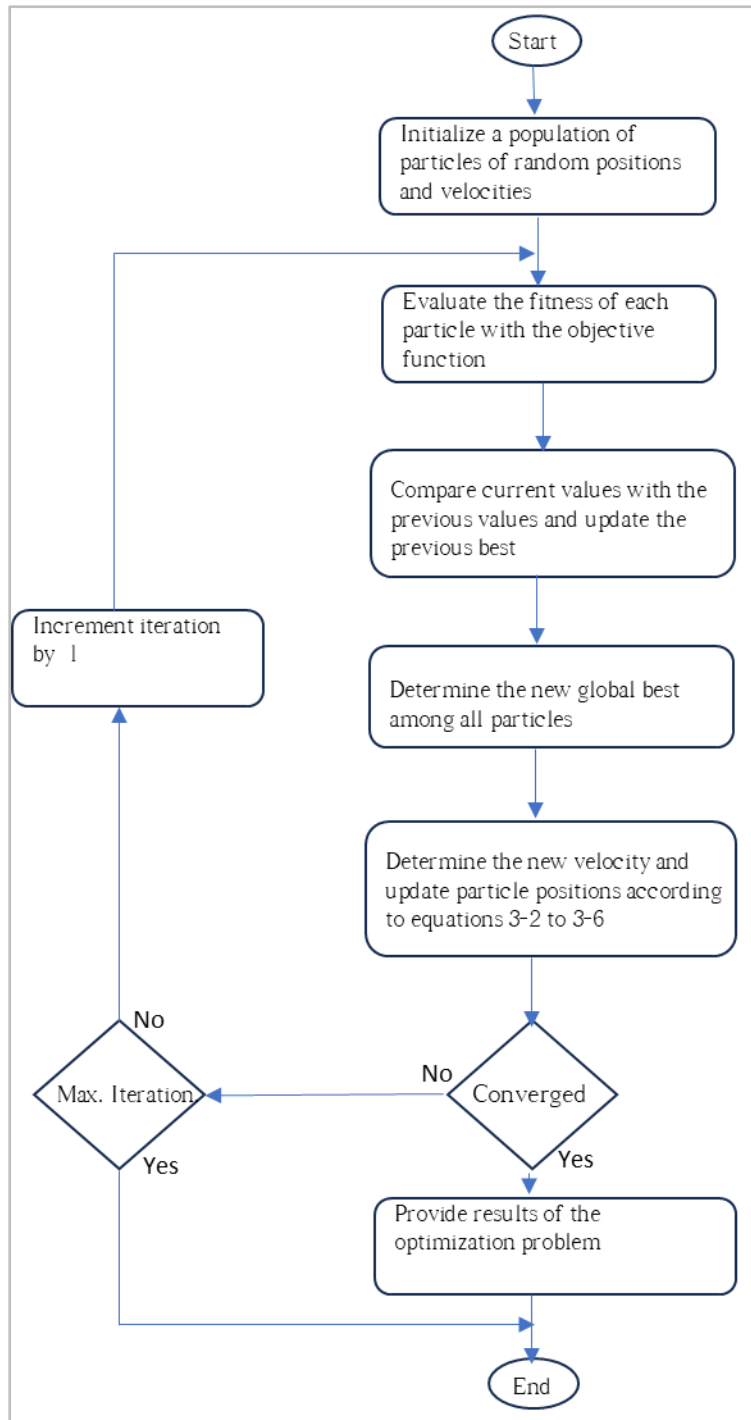 Start
Initialize a population of
particles of random positions
and velocities
Evaluate the fitness of each
particle with the objective
function
Compare current values with the
previous values and update the
previous best
Increment iteration
by 1
Determine the new global best
among all particles
Determine the new velocity and
update particle positions according
to equations 3-2 to 3-6
No
Max. Iteration
Yes
No
Converged
Yes
Provide results of the
optimization problem
End